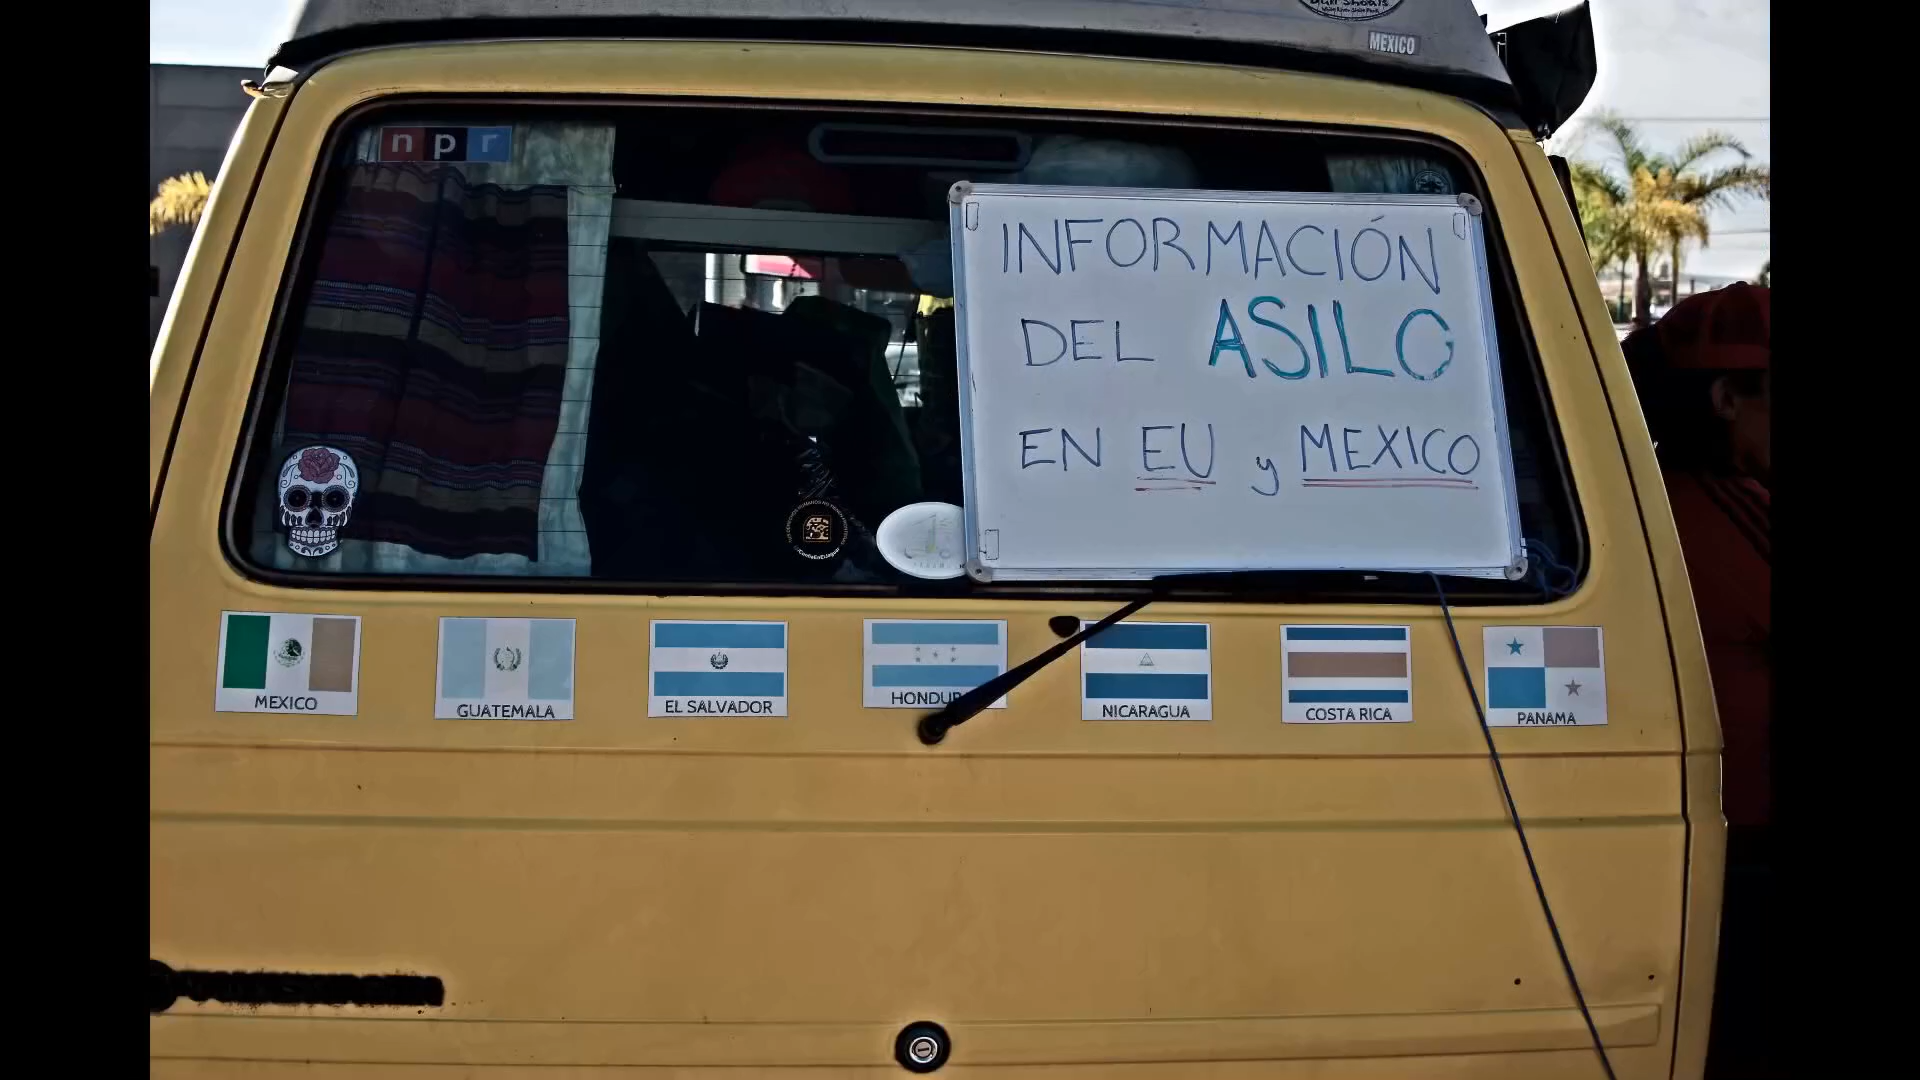 MEXICO
npr
INFORMACIÓN
DEL ASILO
EN EU y MEXICO
MEXICO
GUATEMALA
EL SALVADOR
NICARAGUA
COSTA RICA
PANAMA